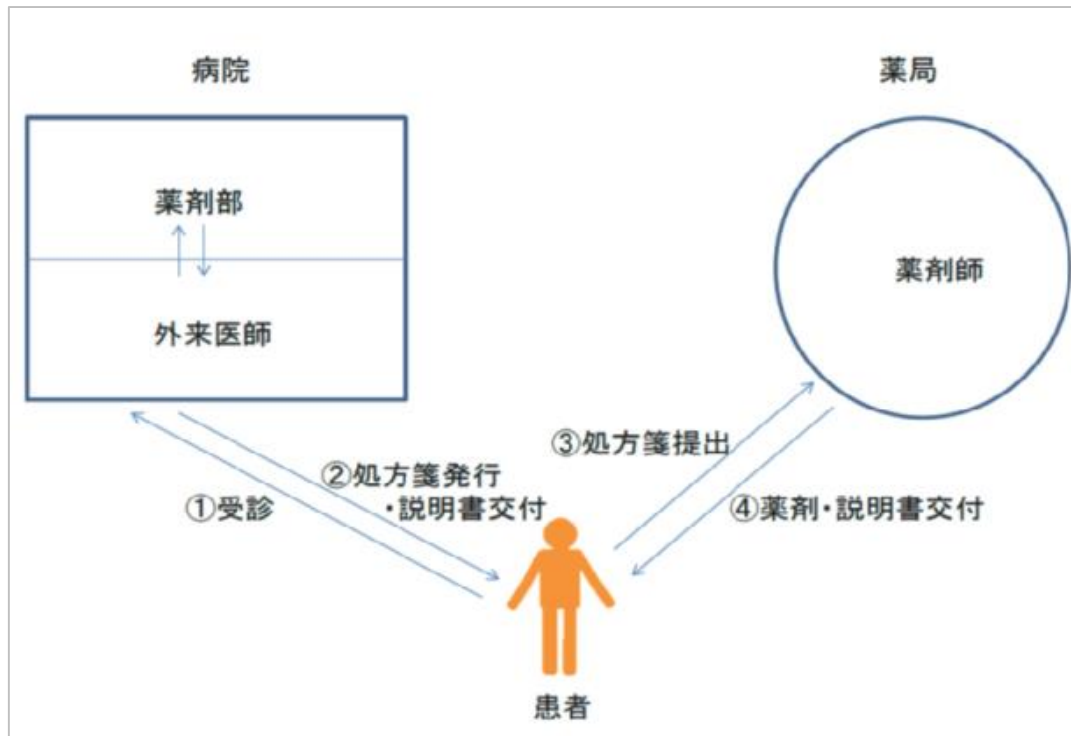 病院
薬局
薬剤部
外来医師
薬剤師
③処方箋提出
②処方箋発行
・説明書交付
①受診
④薬剤・説明書交付
患者